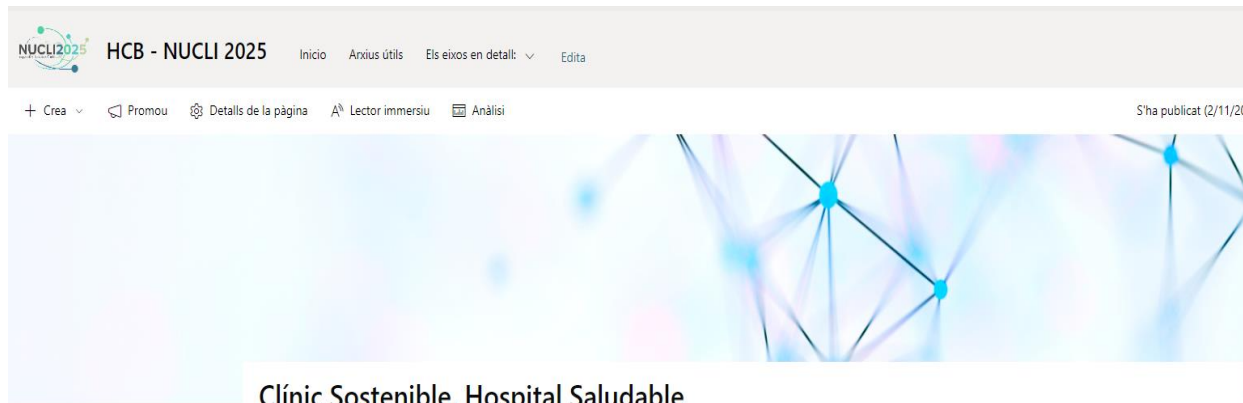 NUCLI2025
HCB - NUCLI 2025
Inicio Arxius útils Els eixos en detall: Edita
+ Crea Promou Detalls de la pàgina Lector immersiu Anàlisi
S'ha publicat (2/11/20
Clínic Sostenible, Hospital Saludable